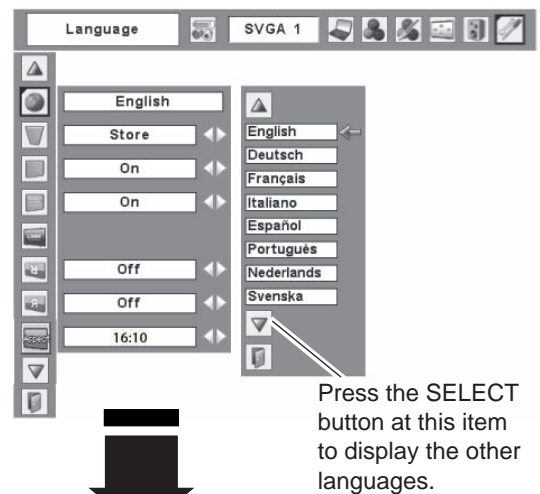 Language
SVGA 1
English
Store
On
On
Off
Off
16:10
English
Deutsch
Français
Italiano
Español
Português
Nederlands
Svenska
Press the SELECT
button at this item
to display the other
languages.